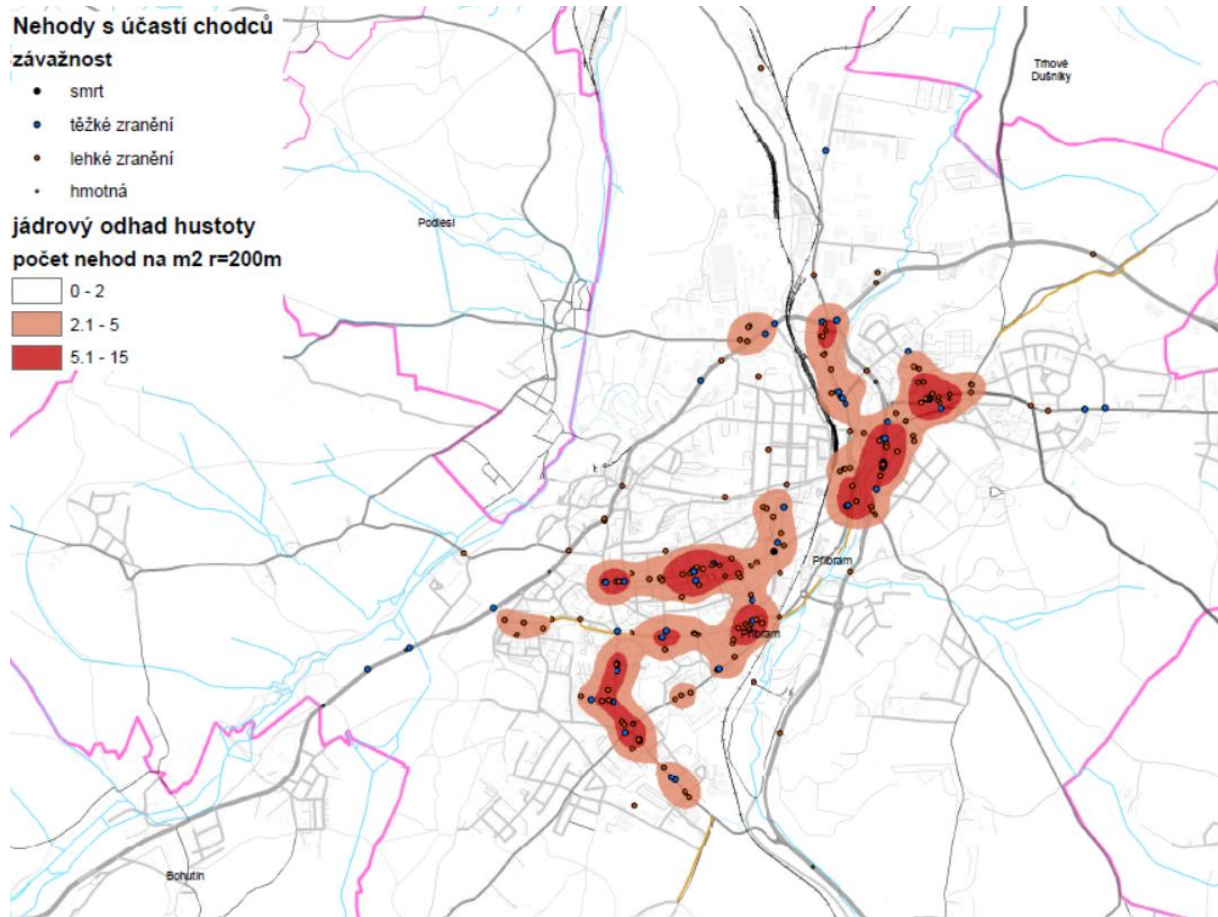 Nehody s účastí chodců
závažnost
smrt
těžké zranění
lehké zranění
hmotná
jádrový odhad hustoty
počet nehod na m2 r=200m
0 - 2
2.1 - 5
5.1 - 15
Trhové
Dušníky
Podlesí
Příbram
Příbram
Bohutín